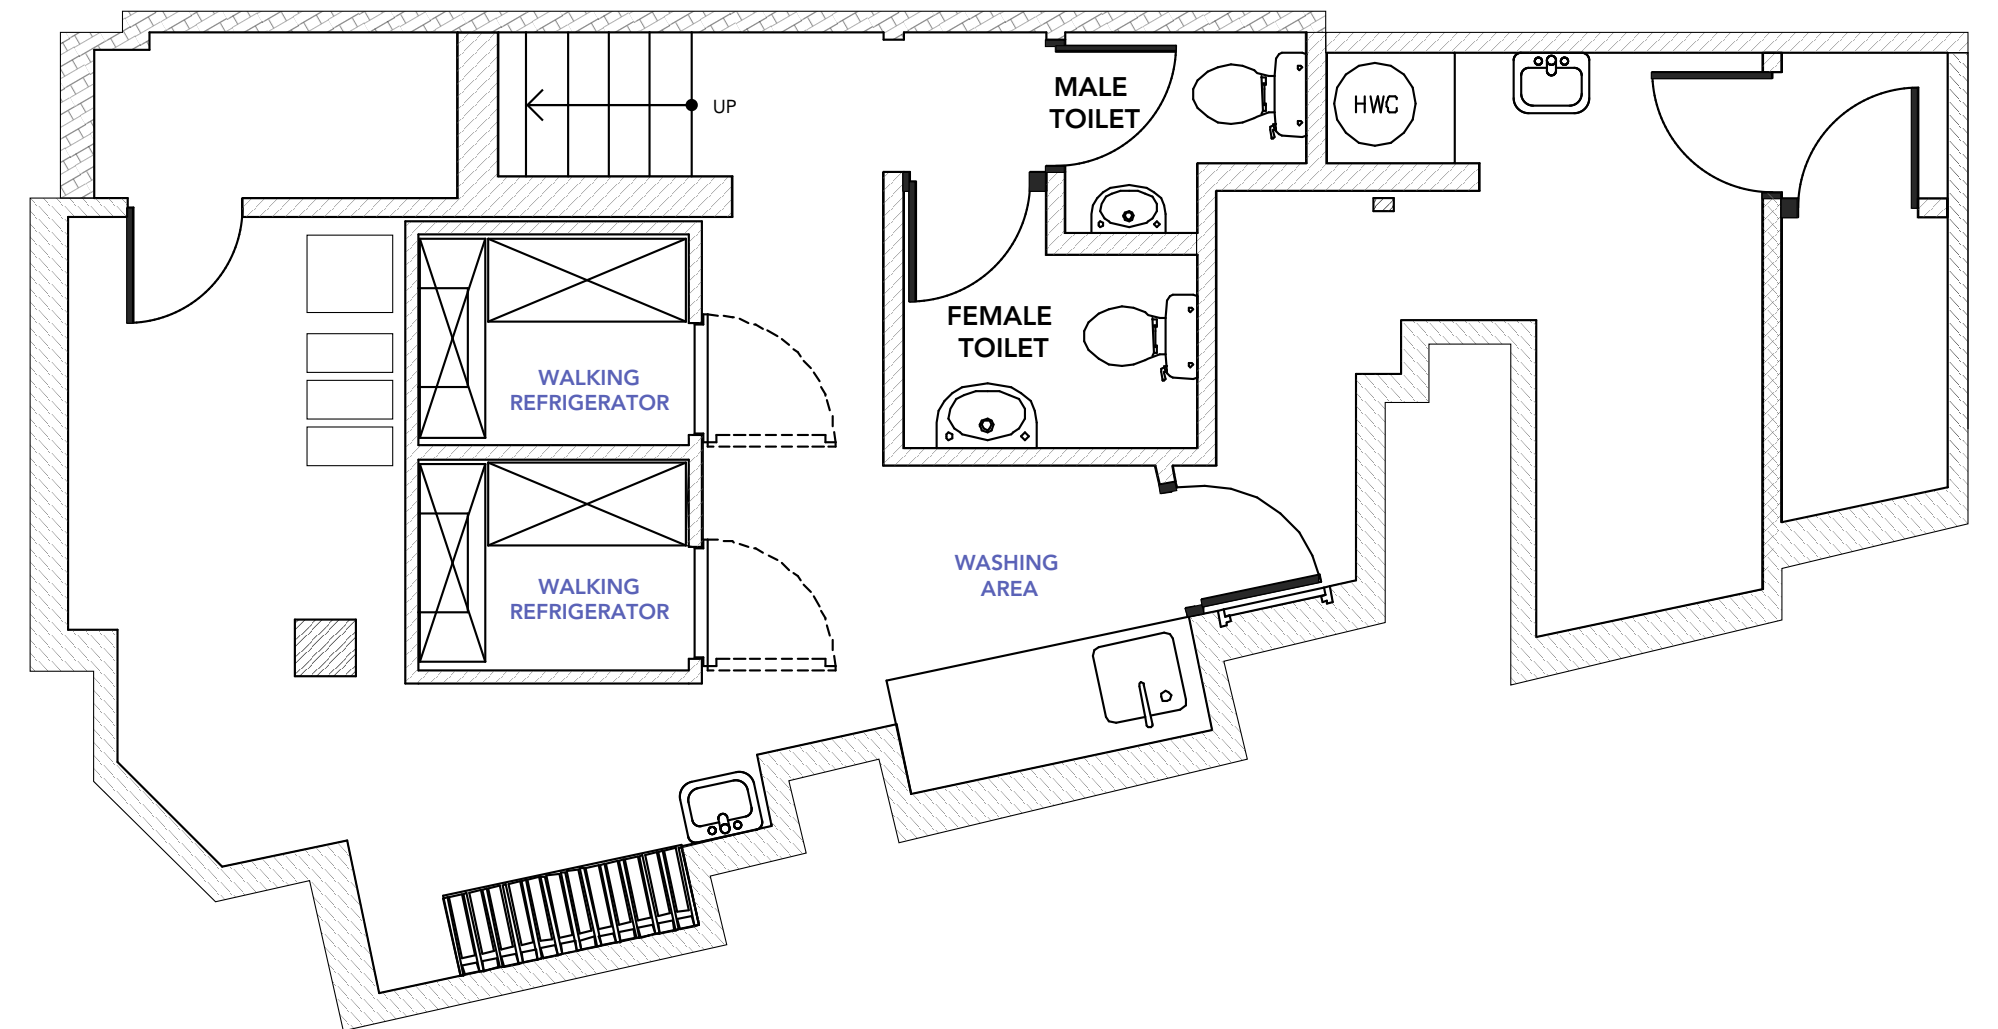 UP
MALE
TOILET
HWC
FEMALE
TOILET
WALKING
REFRIGERATOR
WASHING
AREA
WALKING
REFRIGERATOR